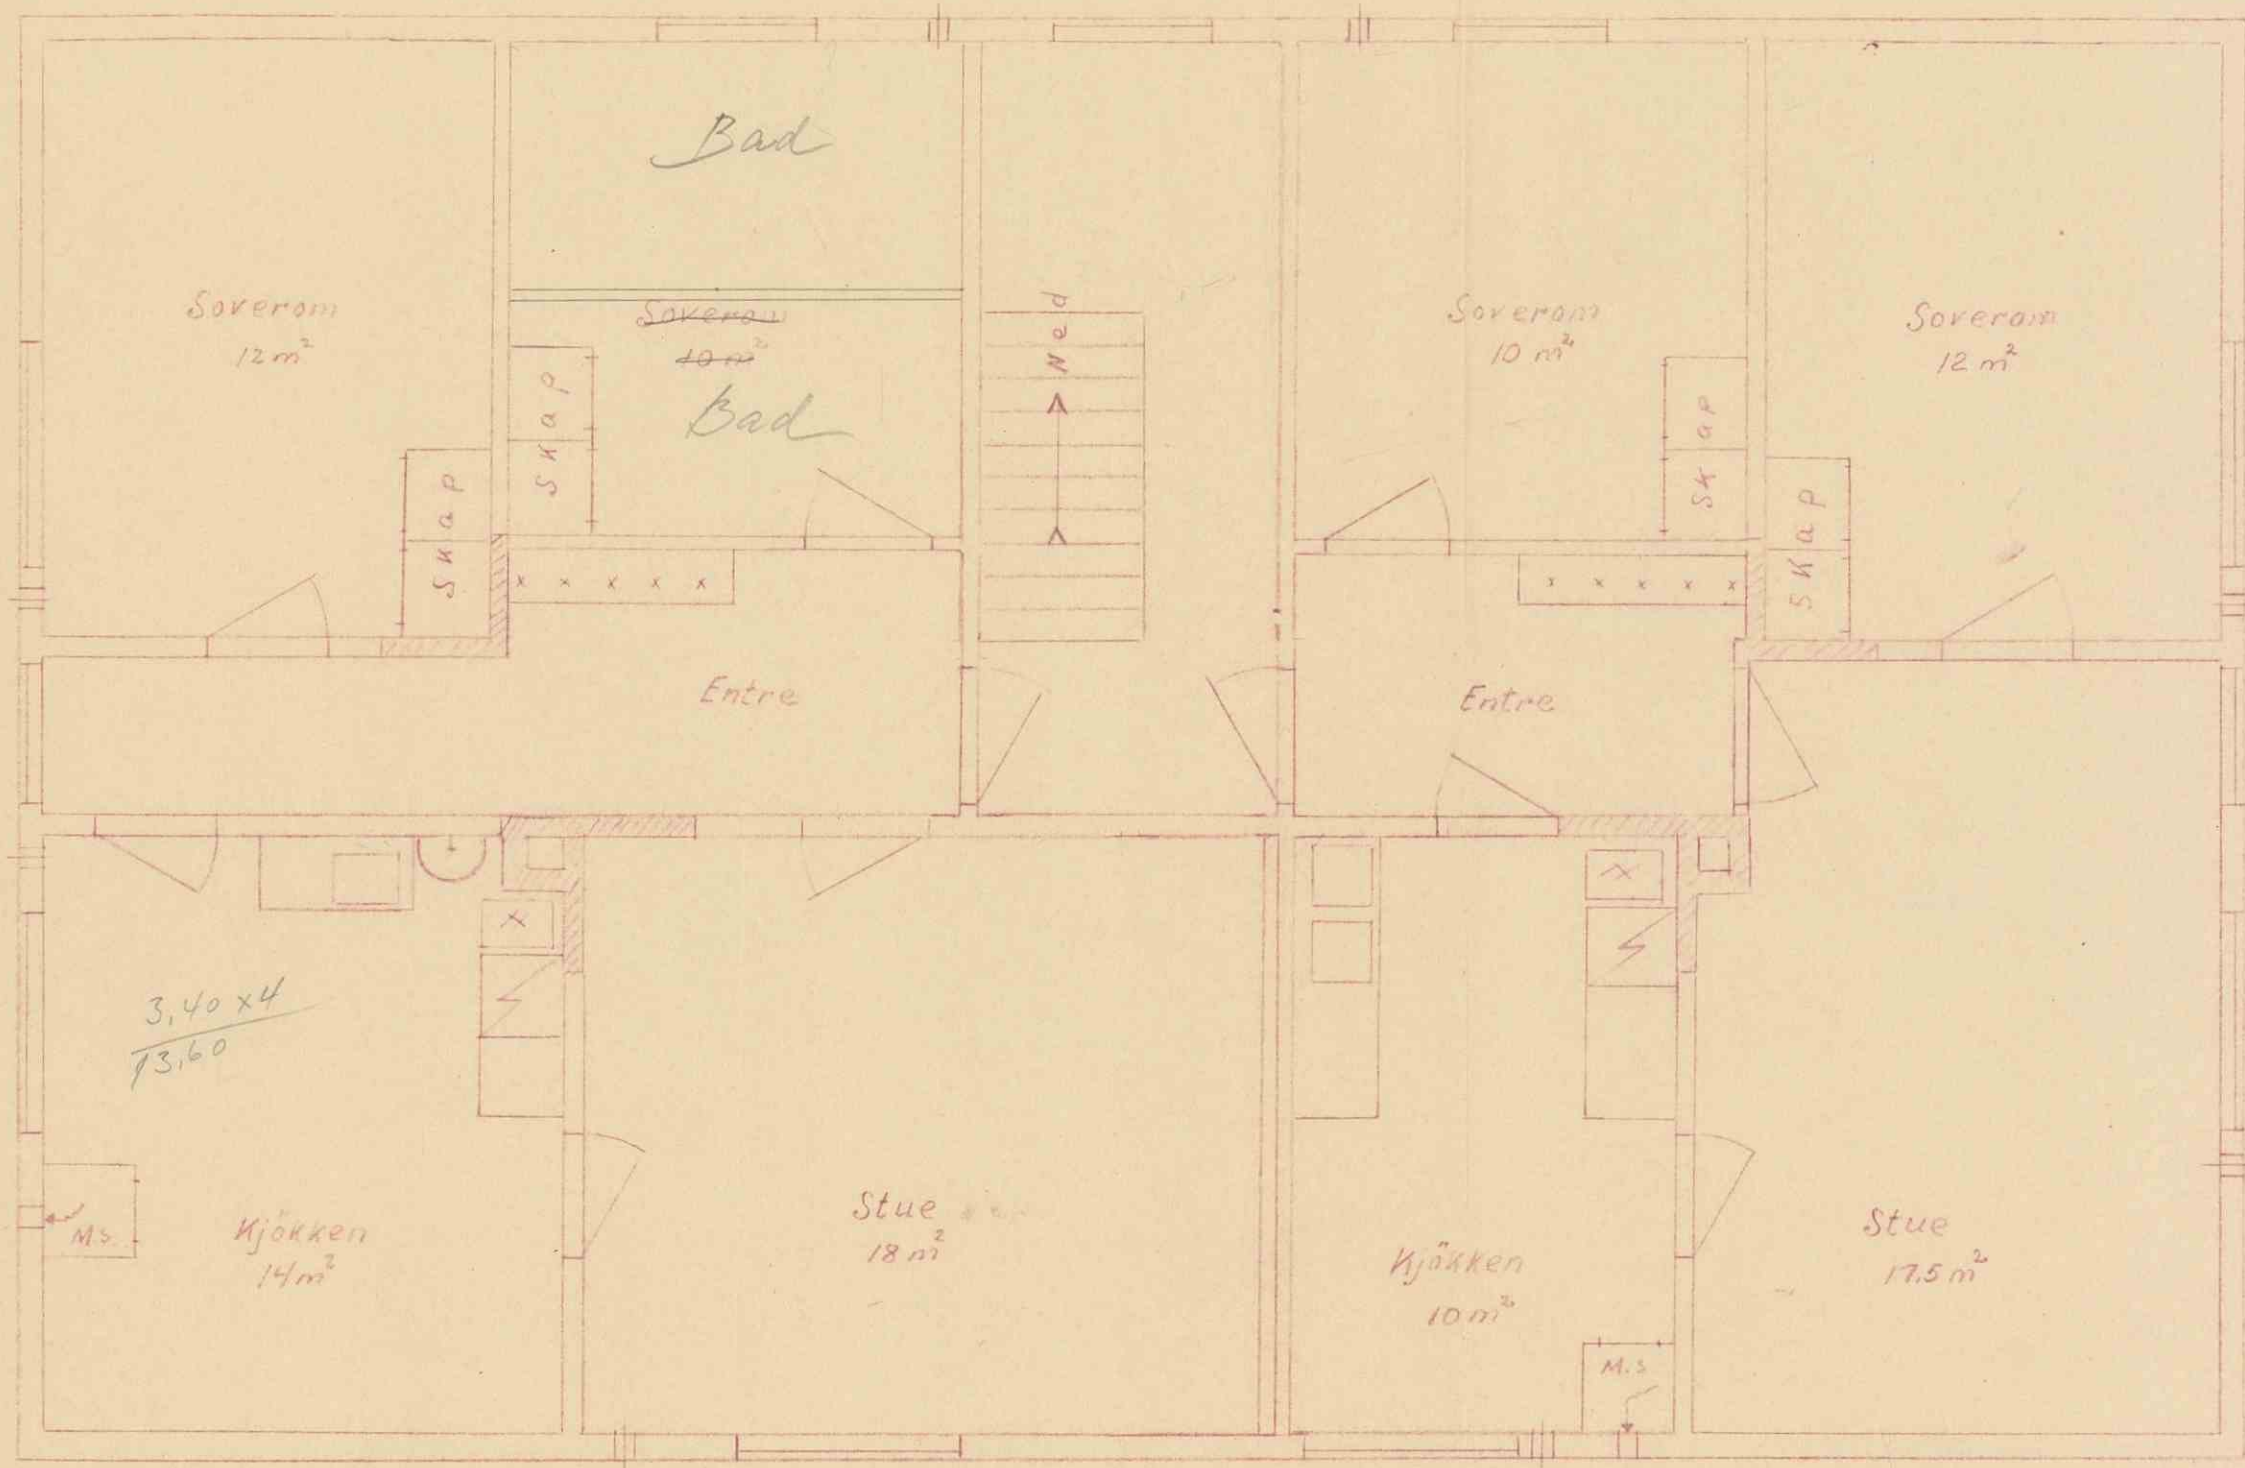 Bad
Soverom
12 m²
Soverom
10 m²
Bad
Skap
Skap
Ned
Soverom
10 m²
Skap
Soverom
12 m²
Skap
x x x x x
x x x x x
Entre
Entre
x
x
3,40 x 4
13,60
M.S.
Kjökken
14 m²
Stue
18 m²
Kjökken
10 m²
M.S
Stue
17.5 m²